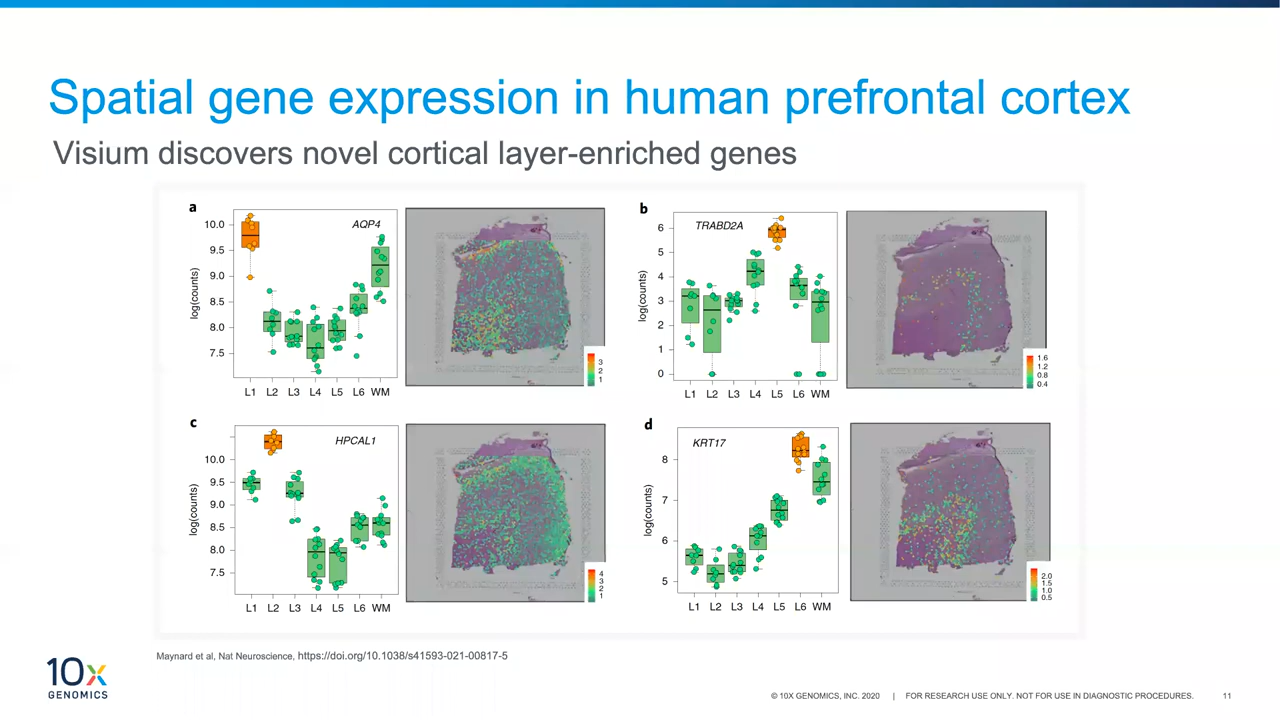 Spatial gene expression in human prefrontal cortex
Visium discovers novel cortical layer-enriched genes
a
AQP4
log(counts)
10.0
9.5
9.0
8.5
8.0
7.5
L1 L2 L3 L4 L5 L6 WM
3
2
1
b
TRABD2A
log(counts)
6
5
4
3
2
1
0
L1 L2 L3 L4 L5 L6 WM
1.6
1.2
0.8
0.4
c
HPCAL1
log(counts)
10.0
9.5
9.0
8.5
8.0
7.5
L1 L2 L3 L4 L5 L6 WM
4
3
2
1
d
KRT17
log(counts)
8
7
6
5
L1 L2 L3 L4 L5 L6 WM
2.0
1.5
1.0
0.5
Maynard et al, Nat Neuroscience, https://doi.org/10.1038/s41593-021-00817-5
10x
GENOMICS
© 10X GENOMICS, INC. 2020 | FOR RESEARCH USE ONLY. NOT FOR USE IN DIAGNOSTIC PROCEDURES. 11